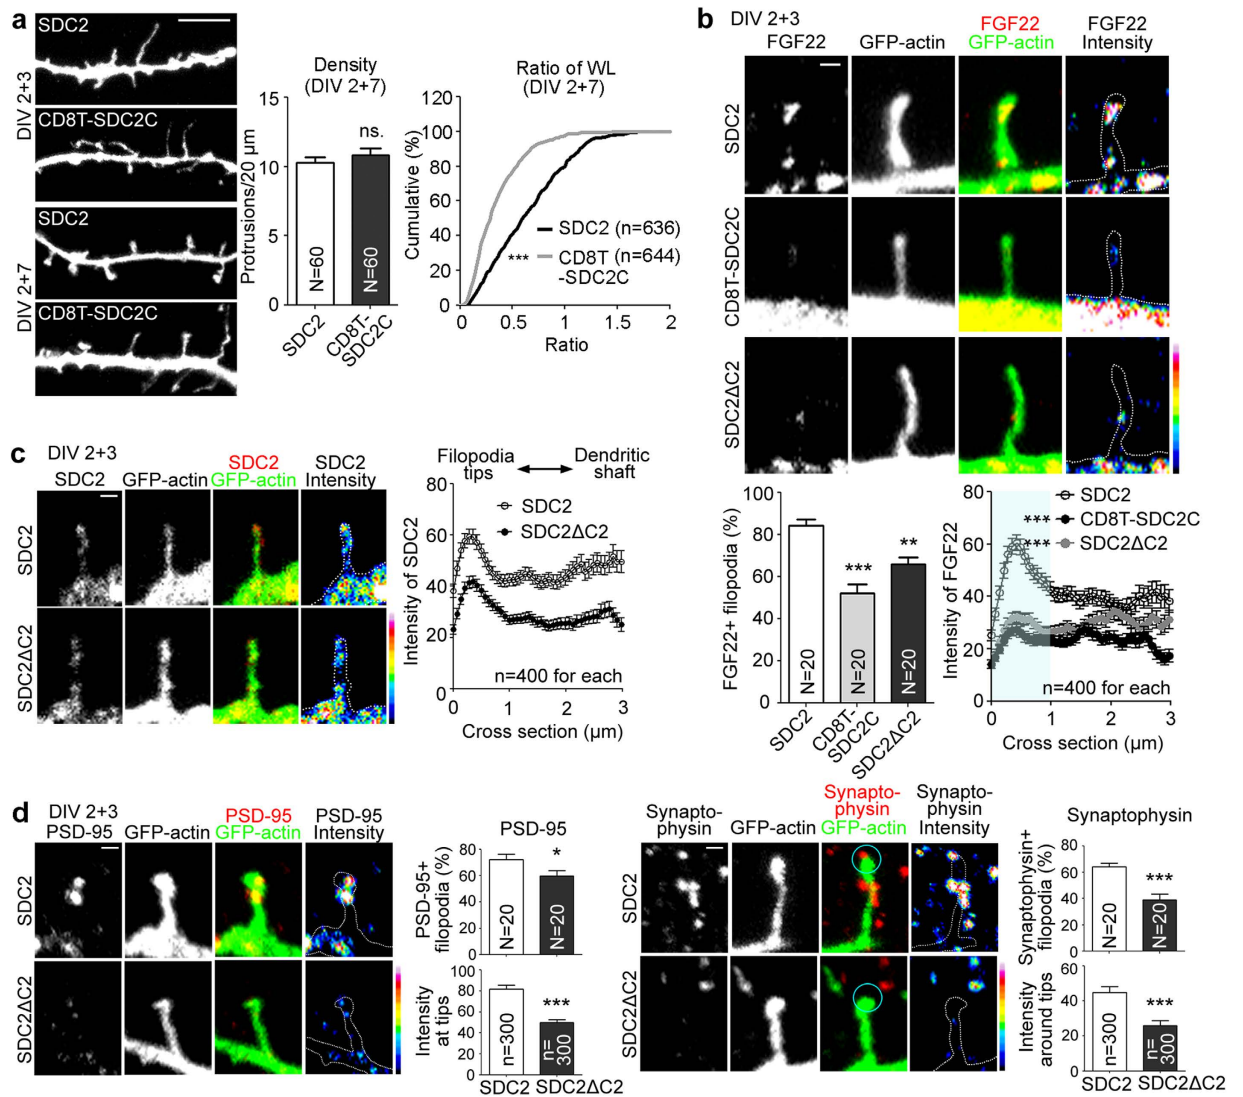 a
SDC2
DIV 2+3
CD8T-SDC2C
SDC2
DIV 2+7
CD8T-SDC2C
Density
(DIV 2+7)
Protrusions/20 μm
15
10
5
0
ns.
N=60
N=60
SDC2
CD8T-
SDC2C
Ratio of WL
(DIV 2+7)
Cumulative (%)
120
100
80
60
40
20
0
SDC2 (n=636)
CD8T (n=644)
-SDC2C
***
0 0.5 1 1.5 2
Ratio
b
DIV 2+3
FGF22 GFP-actin
FGF22
GFP-actin
FGF22
Intensity
SDC2
CD8T-SDC2C
SDC2ΔC2
FGF22+ filopodia (%)
100
80
60
40
20
0
***
**
N=20
N=20
N=20
SDC2
CD8T-
SDC2C
SDC2ΔC2
Intensity of FGF22
80
60
40
20
0
SDC2
*** CD8T-SDC2C
*** SDC2ΔC2
n=400 for each
0 1 2 3
Cross section (μm)
c
DIV 2+3
SDC2 GFP-actin
SDC2
GFP-actin
SDC2
Intensity
SDC2
SDC2ΔC2
Filopodia
tips
Dendritic
shaft
Intensity of SDC2
80
60
40
20
0
SDC2
SDC2ΔC2
n=400 for each
0 1 2 3
Cross section (μm)
d
DIV 2+3
PSD-95 GFP-actin
PSD-95
GFP-actin
PSD-95
Intensity
SDC2
SDC2ΔC2
PSD-95
PSD-95+
filopodia (%)
80
60
40
20
0
*
N=20
N=20
Intensity
at tips
100
80
60
40
20
0
***
n=300
n=
300
SDC2 SDC2ΔC2
Synapto-
physin
GFP-actin
Synapto-
physin
GFP-actin
Synapto-
physin
Intensity
SDC2
SDC2ΔC2
Synaptophysin
Synaptophysin+
filopodia (%)
80
60
40
20
0
***
N=20
N=20
Intensity
around tips
60
40
20
0
***
n=300
n=
300
SDC2 SDC2ΔC2